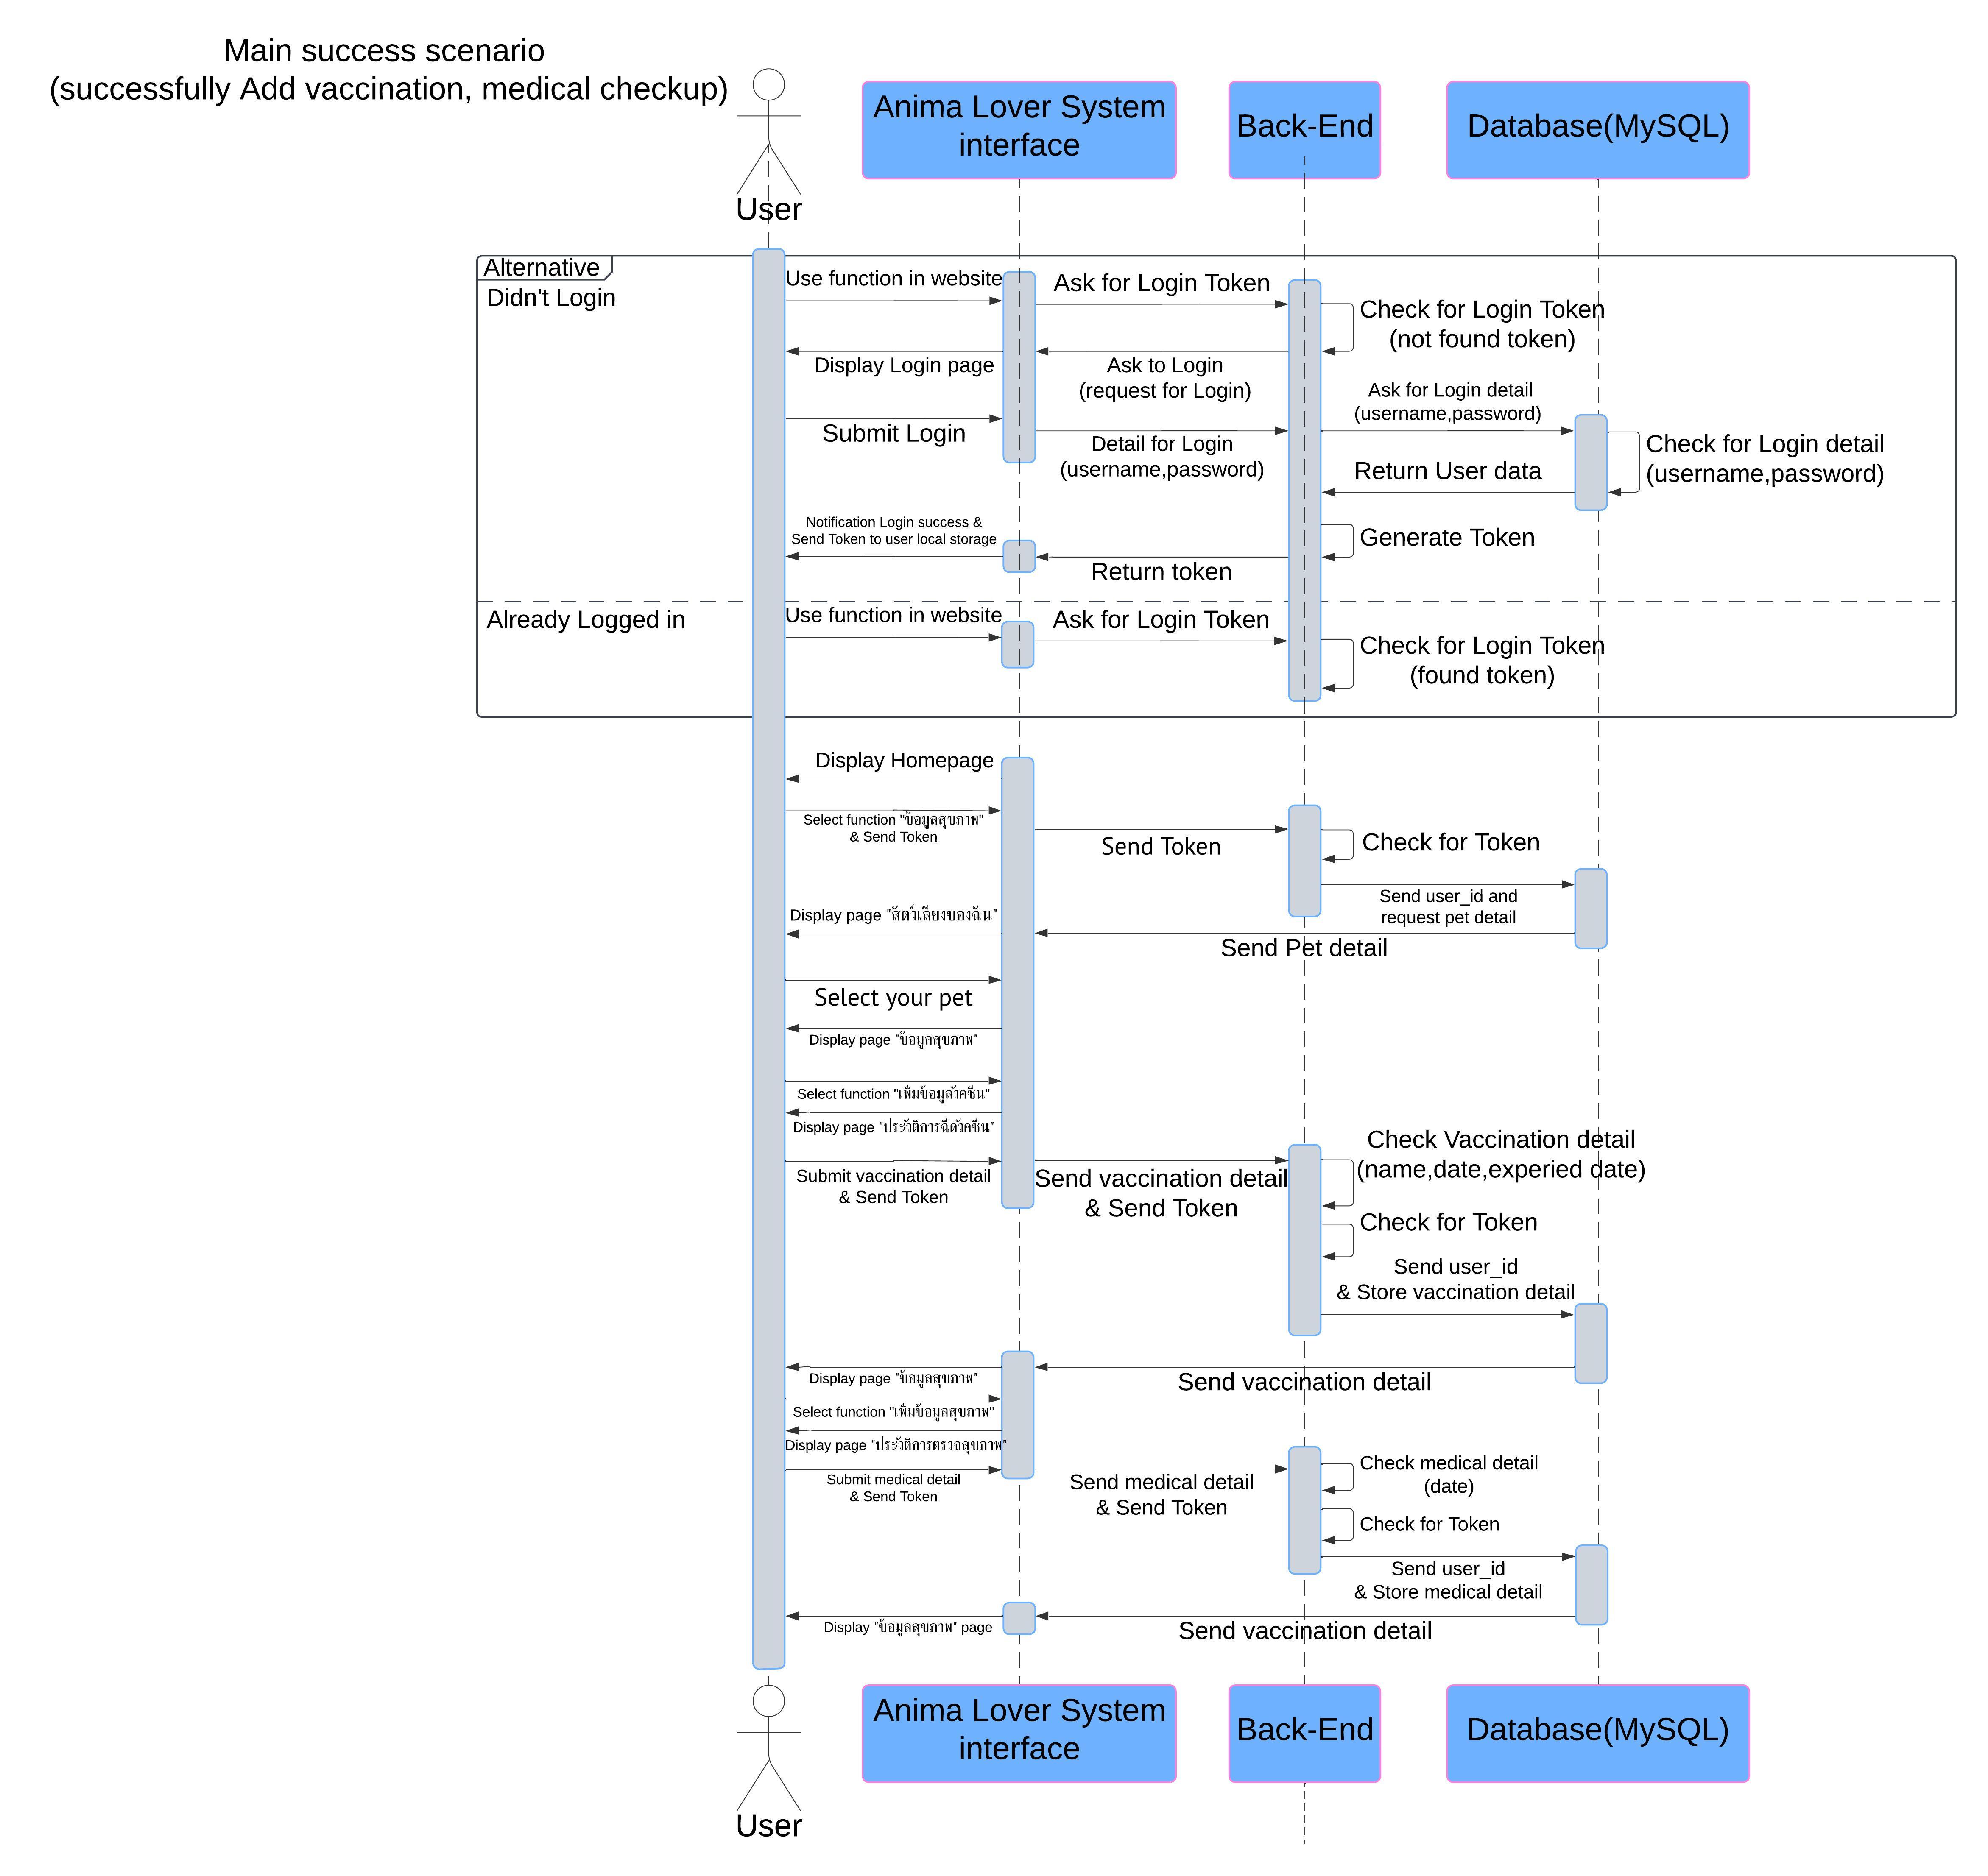 Main success scenario
(successfully Add vaccination, medical checkup)
User
Anima Lover System
interface
Back-End
Database(MySQL)
Alternative
Didn't Login
Use function in website
Ask for Login Token
Check for Login Token
(not found token)
Display Login page
Ask to Login
(request for Login)
Ask for Login detail
(username,password)
Submit Login
Detail for Login
(username,password)
Check for Login detail
(username,password)
Return User data
Notification Login success &
Send Token to user local storage
Generate Token
Return token
Already Logged in
Use function in website
Ask for Login Token
Check for Login Token
(found token)
Display Homepage
Select function "ข้อมูลสุขภาพ"
& Send Token
Send Token
Check for Token
Send user_id and
request pet detail
Display page "สัตว์เลี้ยงของฉัน"
Send Pet detail
Select your pet
Display page "ข้อมูลสุขภาพ"
Select function "เพิ่มข้อมูลวัคซีน"
Display page "ประวัติการฉีดวัคซีน"
Check Vaccination detail
(name,date,experied date)
Submit vaccination detail
& Send Token
Send vaccination detail
& Send Token
Check for Token
Send user_id
& Store vaccination detail
Display page "ข้อมูลสุขภาพ"
Send vaccination detail
Select function "เพิ่มข้อมูลสุขภาพ"
Display page "ประวัติการตรวจสุขภาพ"
Check medical detail
(date)
Submit medical detail
& Send Token
Send medical detail
& Send Token
Check for Token
Send user_id
& Store medical detail
Display "ข้อมูลสุขภาพ" page
Send vaccination detail
Anima Lover System
interface
Back-End
Database(MySQL)
User